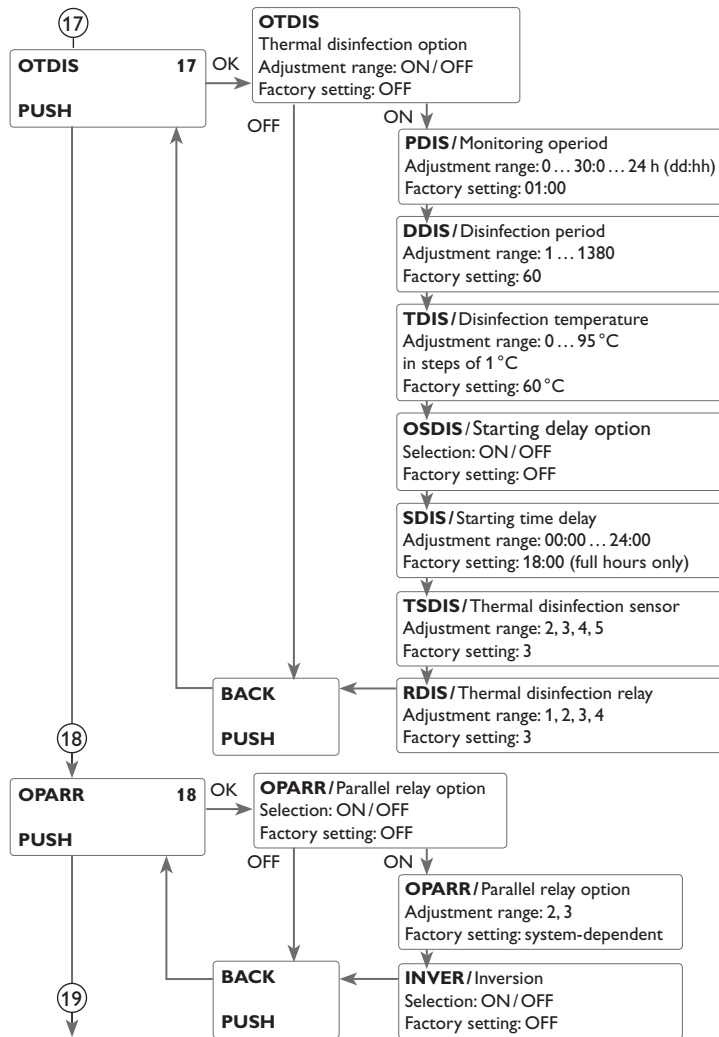 17
OTDIS 17
PUSH
OK
OTDIS
Thermal disinfection option
Adjustment range: ON / OFF
Factory setting: OFF
OFF
ON
PDIS / Monitoring operiod
Adjustment range: 0 … 30:0 … 24 h (dd:hh)
Factory setting: 01:00
DDIS / Disinfection period
Adjustment range: 1 … 1380
Factory setting: 60
TDIS / Disinfection temperature
Adjustment range: 0 … 95 °C
in steps of 1 °C
Factory setting: 60 °C
OSDIS / Starting delay option
Selection: ON / OFF
Factory setting: OFF
SDIS / Starting time delay
Adjustment range: 00:00 … 24:00
Factory setting: 18:00 (full hours only)
TSDIS / Thermal disinfection sensor
Adjustment range: 2, 3, 4, 5
Factory setting: 3
RDIS / Thermal disinfection relay
Adjustment range: 1, 2, 3, 4
Factory setting: 3
BACK
PUSH
18
OPARR 18
PUSH
OK
OPARR / Parallel relay option
Selection: ON / OFF
Factory setting: OFF
OFF
ON
OPARR / Parallel relay option
Adjustment range: 2, 3
Factory setting: system-dependent
INVER / Inversion
Selection: ON / OFF
Factory setting: OFF
BACK
PUSH
19